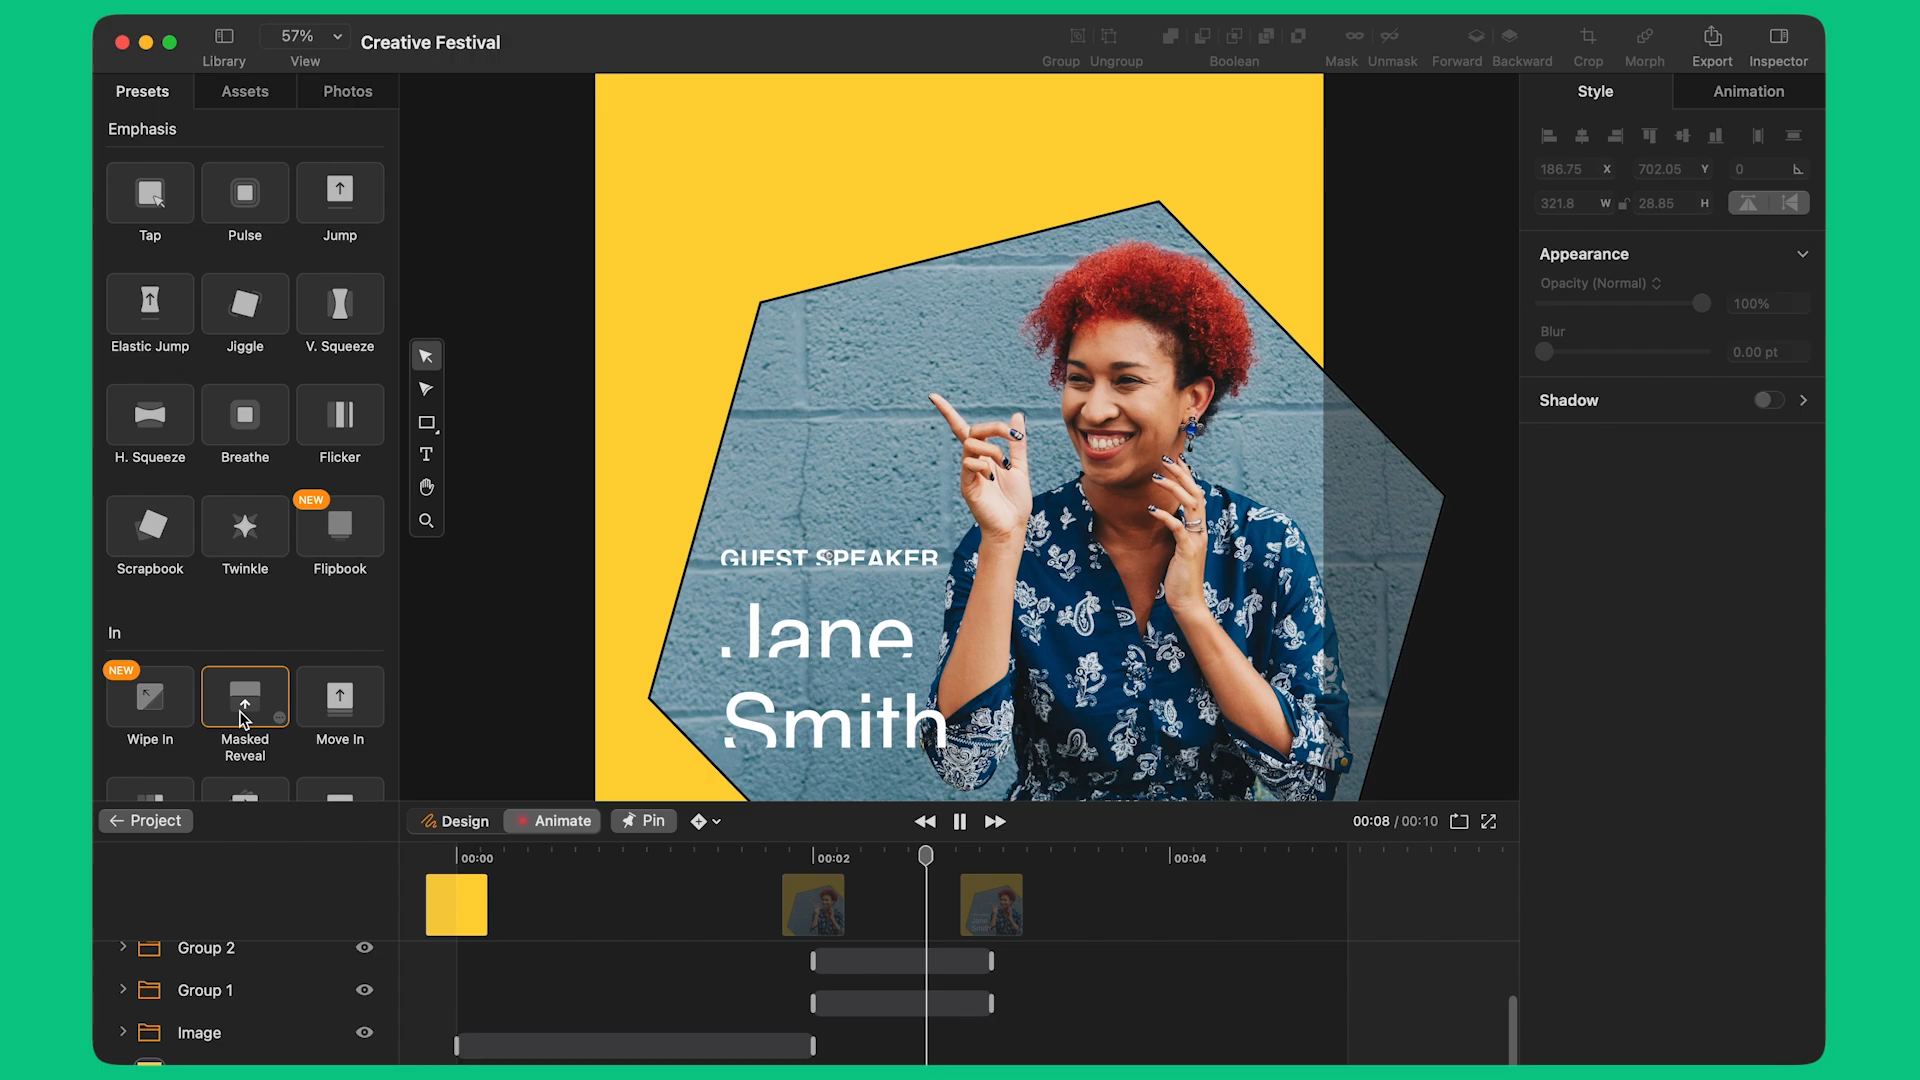 57%
Creative Festival
Library
View
Group
Ungroup
Boolean
Mask
Unmask
Forward
Backward
Crop
Morph
Export
Inspector
Presets
Assets
Photos
Style
Animation
Emphasis
Tap
Pulse
Jump
Elastic Jump
Jiggle
V. Squeeze
H. Squeeze
Breathe
Flicker
NEW
Scrapbook
Twinkle
Flipbook
In
NEW
Wipe In
Masked
Reveal
Move In
GUEST SPEAKER
Jane
Smith
186.75 X
702.05 Y
0
321.8 W
28.85 H
Appearance
Opacity (Normal)
100%
Blur
0.00 pt
Shadow
Project
Design
Animate
Pin
00:08 / 00:10
00:00
00:02
00:04
Group 2
Group 1
Image